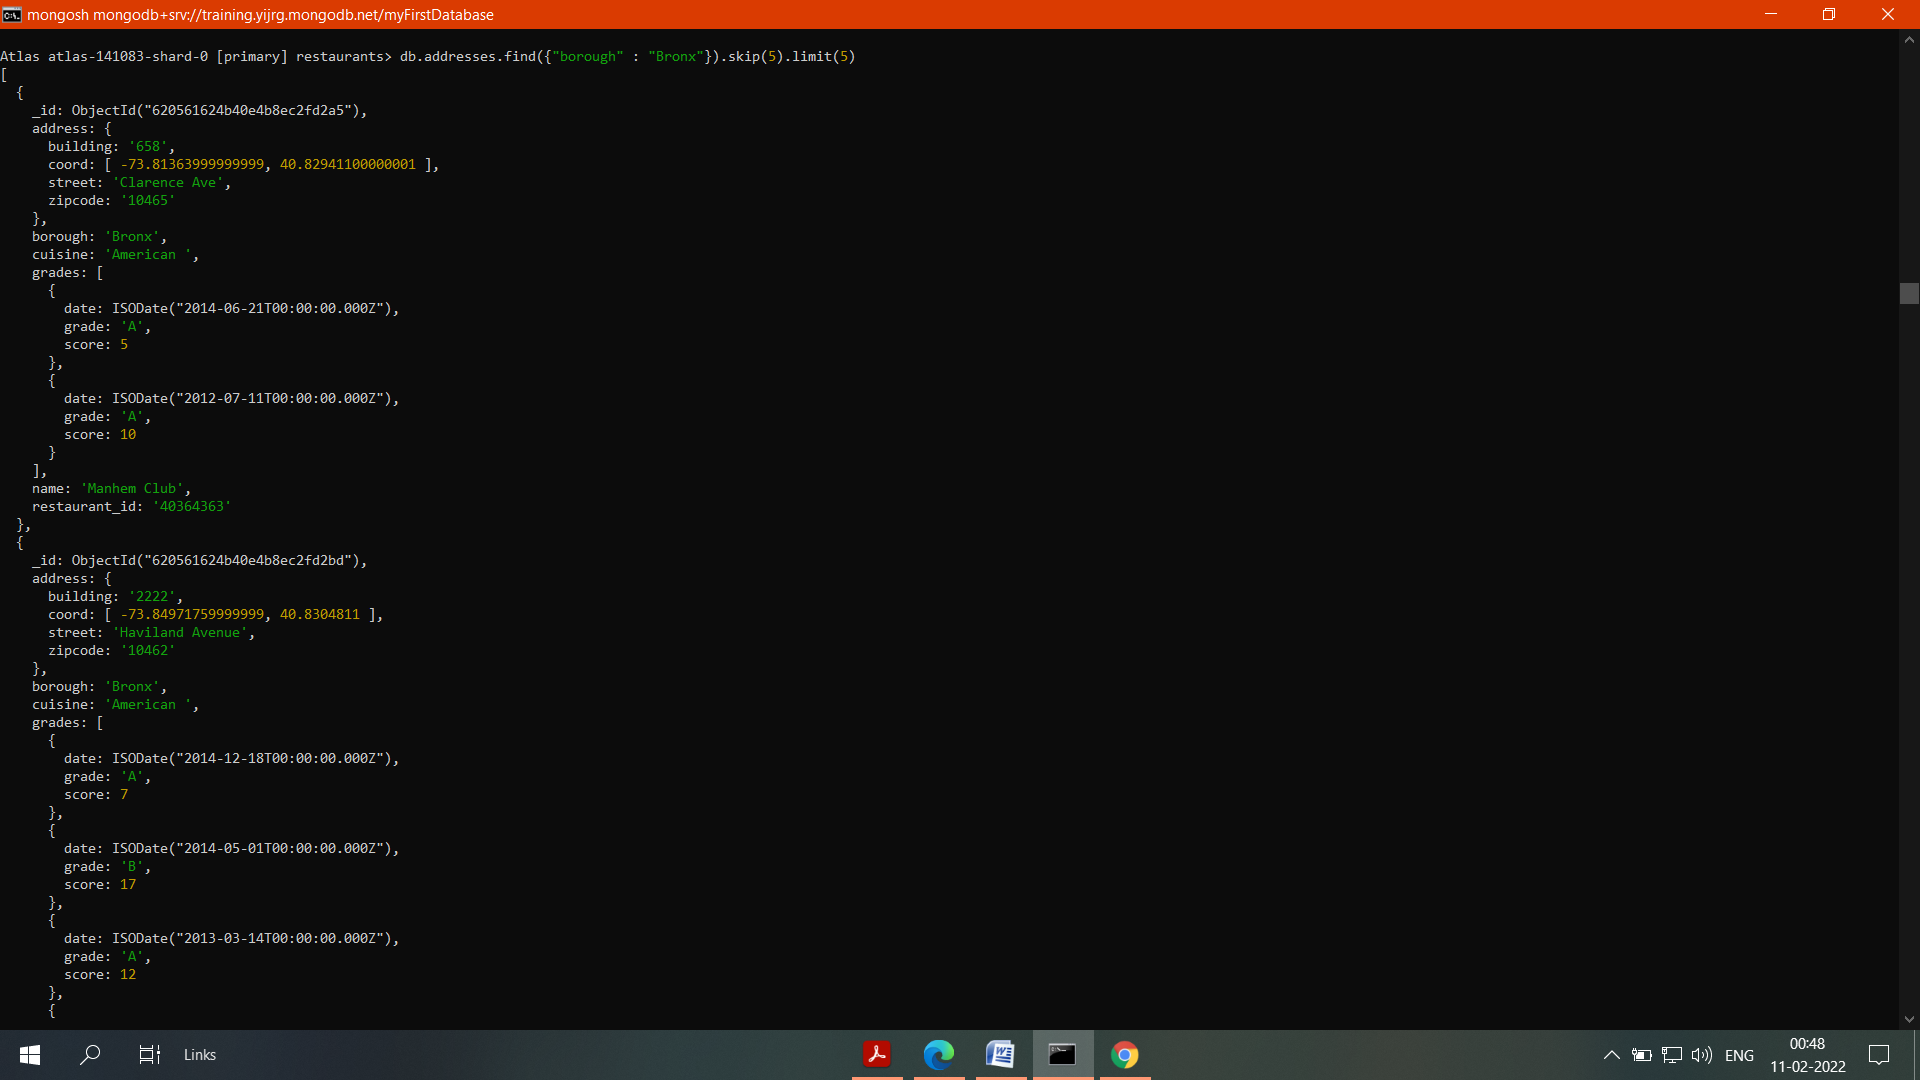 mongosh mongodb+srv://training.yijrg.mongodb.net/myFirstDatabase
Atlas atlas-141083-shard-0 [primary] restaurants> db.addresses.find({"borough" : "Bronx"}).skip(5).limit(5)
[
  {
    _id: ObjectId("620561624b40e4b8ec2fd2a5"),
    address: {
      building: '658',
      coord: [ -73.81363999999999, 40.82941100000001 ],
      street: 'Clarence Ave',
      zipcode: '10465'
    },
    borough: 'Bronx',
    cuisine: 'American ',
    grades: [
      {
        date: ISODate("2014-06-21T00:00:00.000Z"),
        grade: 'A',
        score: 5
      },
      {
        date: ISODate("2012-07-11T00:00:00.000Z"),
        grade: 'A',
        score: 10
      }
    ],
    name: 'Manhem Club',
    restaurant_id: '40364363'
  },
  {
    _id: ObjectId("620561624b40e4b8ec2fd2bd"),
    address: {
      building: '2222',
      coord: [ -73.84971759999999, 40.8304811 ],
      street: 'Haviland Avenue',
      zipcode: '10462'
    },
    borough: 'Bronx',
    cuisine: 'American ',
    grades: [
      {
        date: ISODate("2014-12-18T00:00:00.000Z"),
        grade: 'A',
        score: 7
      },
      {
        date: ISODate("2014-05-01T00:00:00.000Z"),
        grade: 'B',
        score: 17
      },
      {
        date: ISODate("2013-03-14T00:00:00.000Z"),
        grade: 'A',
        score: 12
      },
      {
Links
ENG
00:48
11-02-2022